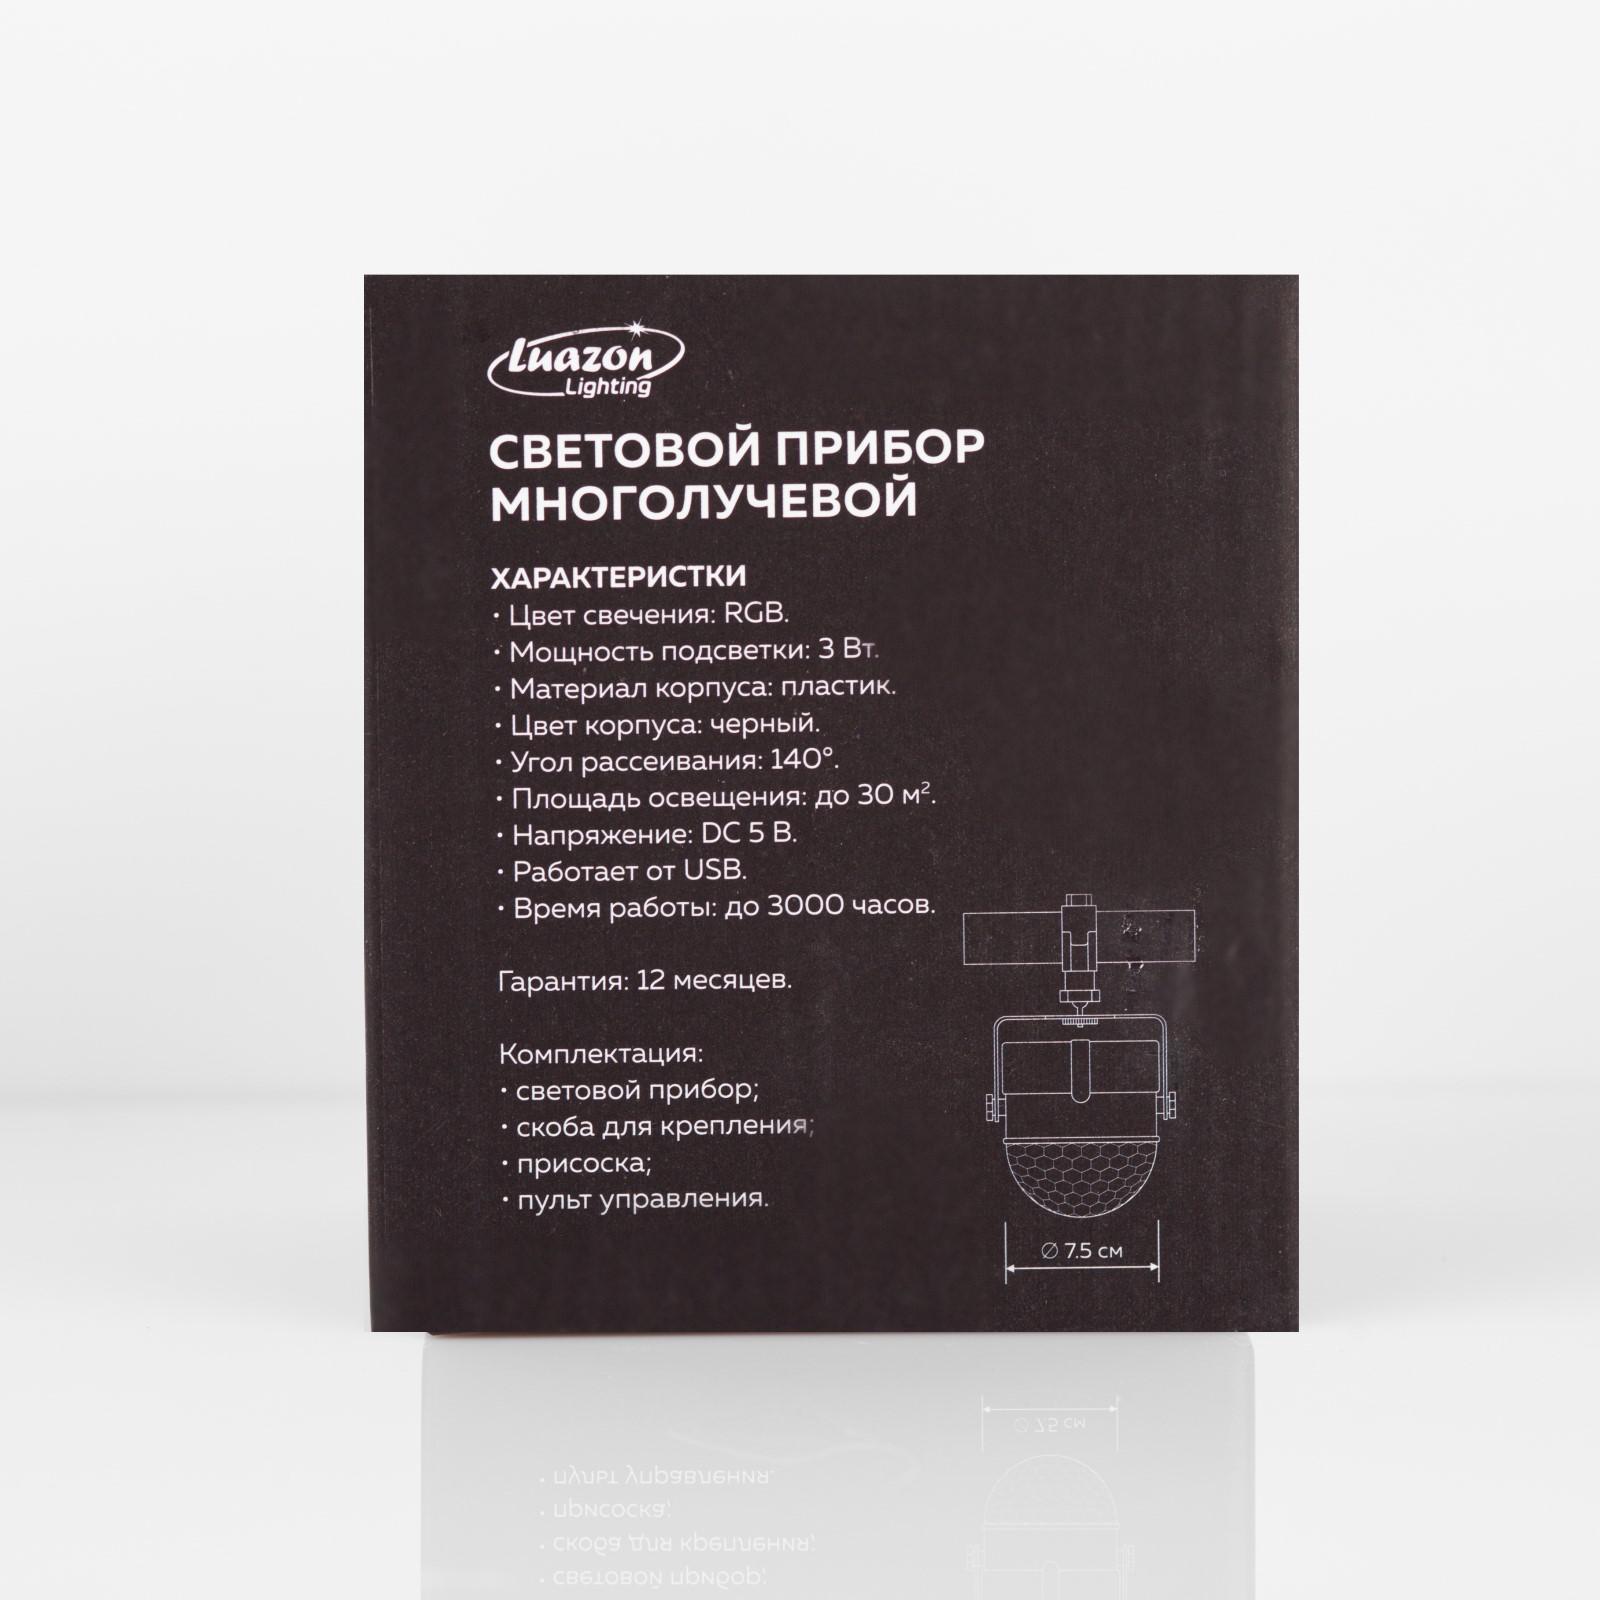 Luazon
Lighting
СВЕТОВОЙ ПРИБОР
МНОГОЛУЧЕВОЙ
ХАРАКТЕРИСТКИ
• Цвет свечения: RGB.
• Мощность подсветки: 3 Вт.
• Материал корпуса: пластик.
• Цвет корпуса: черный.
• Угол рассеивания: 140°.
• Площадь освещения: до 30 м².
• Напряжение: DC 5 В.
• Работает от USB.
• Время работы: до 3000 часов.
Гарантия: 12 месяцев.
Комплектация:
• световой прибор;
• скоба для крепления;
• присоска;
• пульт управления.
∅ 7.5 см